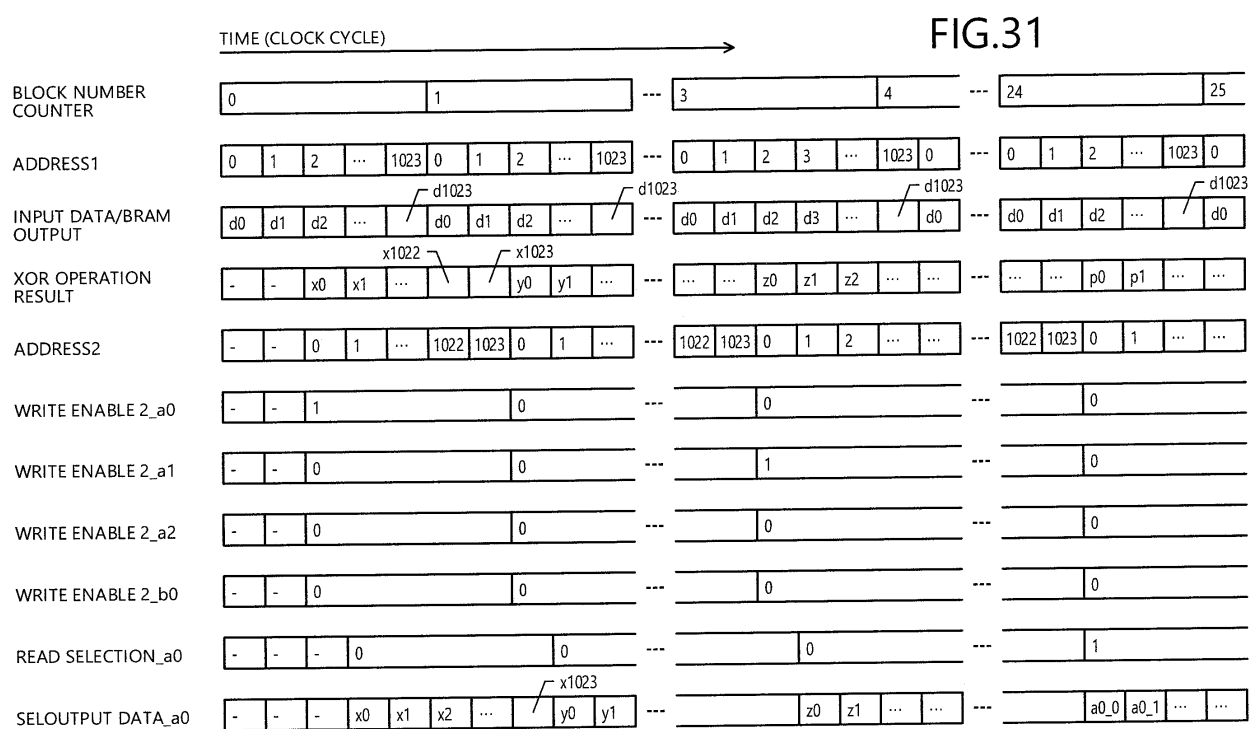 FIG.31
TIME (CLOCK CYCLE)
BLOCK NUMBER COUNTER 0 1 --- 3 4 --- 24 25
ADDRESS1 0 1 2 ... 1023 0 1 2 ... 1023 --- 0 1 2 3 ... 1023 0 --- 0 1 2 ... 1023 0
d1023 d1023 d1023 d1023
INPUT DATA/BRAM OUTPUT d0 d1 d2 ... d0 d1 d2 ... --- d0 d1 d2 d3 ... d0 --- d0 d1 d2 ... d0
x1022 x1023
XOR OPERATION RESULT - - x0 x1 ... y0 y1 ... --- ... ... z0 z1 z2 ... ... --- ... ... p0 p1 ... ...
ADDRESS2 - - 0 1 ... 1022 1023 0 1 ... --- 1022 1023 0 1 2 ... ... --- 1022 1023 0 1 ... ...
WRITE ENABLE 2_a0 - - 1 0 --- 0 --- 0
WRITE ENABLE 2_a1 - - 0 0 --- 1 --- 0
WRITE ENABLE 2_a2 - - 0 0 --- 0 --- 0
WRITE ENABLE 2_b0 - - 0 0 --- 0 --- 0
READ SELECTION_a0 - - - 0 0 --- 0 --- 1
x1023
SELOUTPUT DATA_a0 - - - x0 x1 x2 ... y0 y1 --- z0 z1 ... ... --- a0_0 a0_1 ... ...